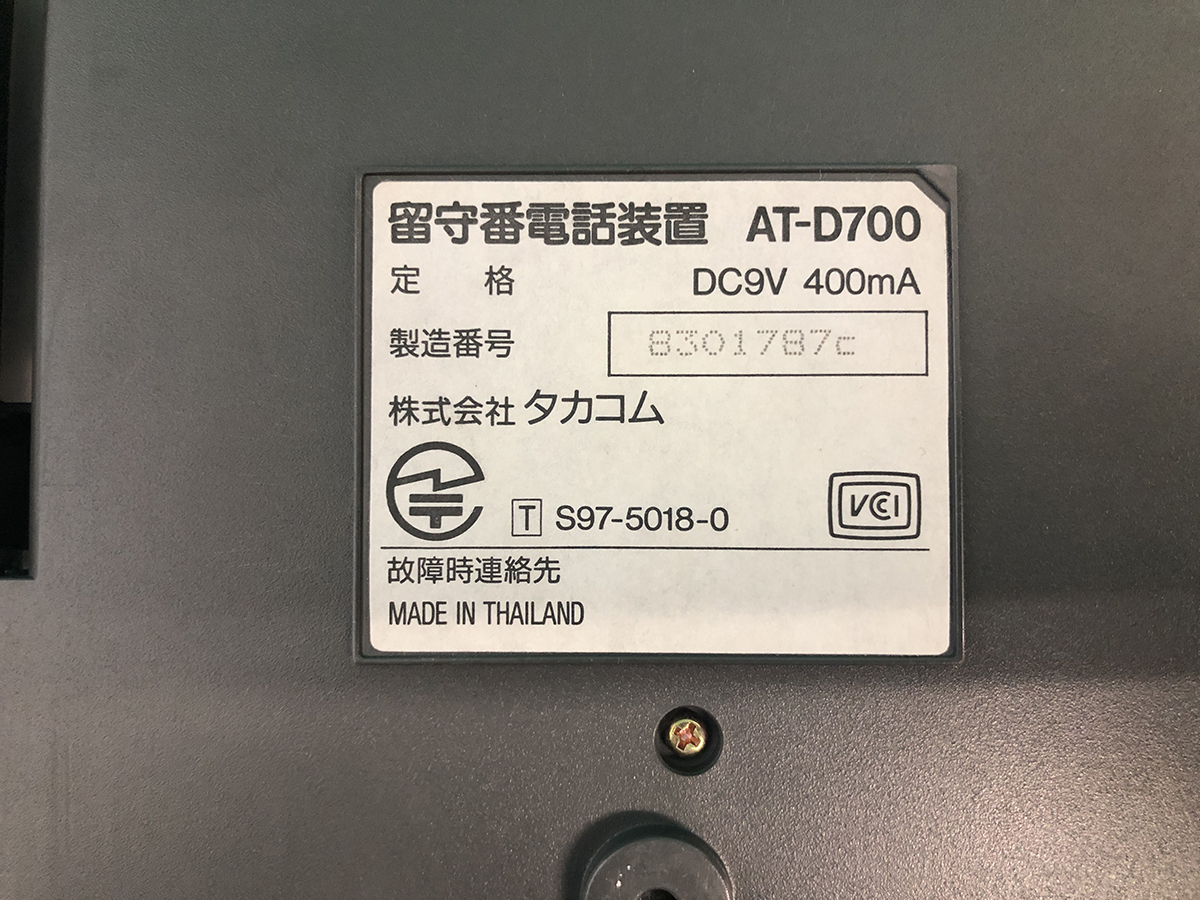 留守番電話装置 AT-D700
定 格 DC9V 400mA
製造番号 8301787c
株式会社 タカコム
T S97-5018-0 VCCI
故障時連絡先
MADE IN THAILAND